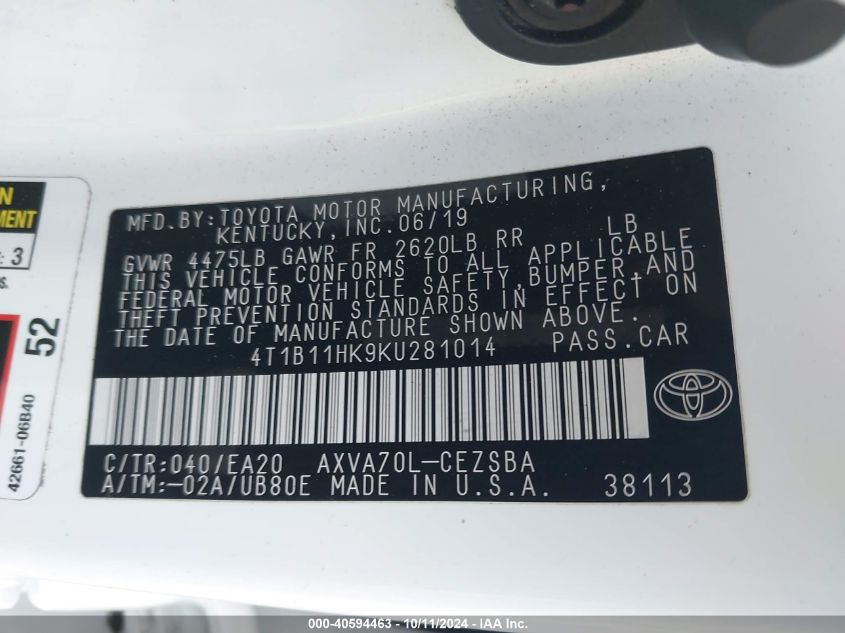 N
MENT
: 3
s.
52
42661-06B40
MFD.BY:TOYOTA MOTOR MANUFACTURING,
KENTUCKY,INC.06/19
GVWR 4475LB GAWR FR 2620LB RR LB
THIS VEHICLE CONFORMS TO ALL APPLICABLE
FEDERAL MOTOR VEHICLE SAFETY,BUMPER,AND
THEFT PREVENTION STANDARDS IN EFFECT ON
THE DATE OF MANUFACTURE SHOWN ABOVE.
4T1B11HK9KU281014 PASS.CAR
C/TR:040/EA20 AXVA70L-CEZSBA
A/TM:-02A/UB80E MADE IN U.S.A. 38113
000-40594463 - 10/11/2024 - IAA Inc.